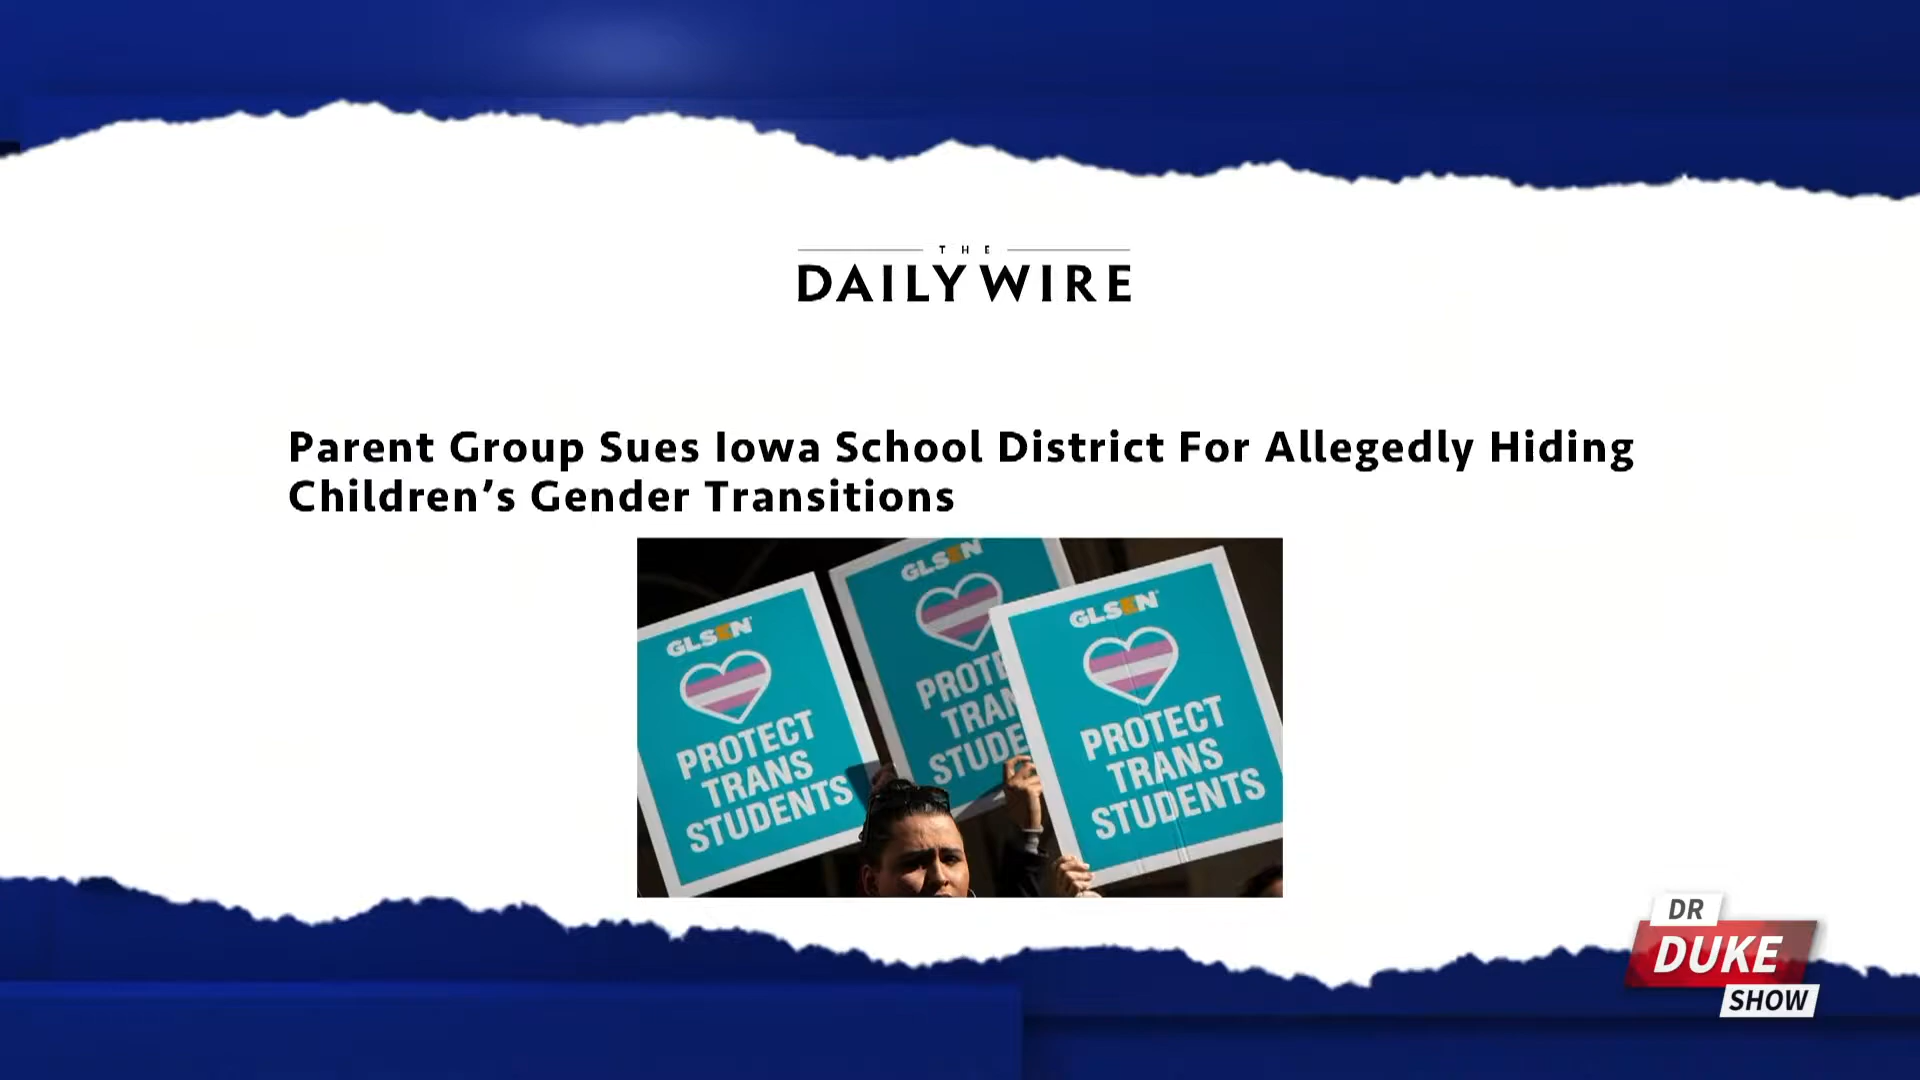 THE
DAILY WIRE
Parent Group Sues Iowa School District For Allegedly Hiding
Children’s Gender Transitions
GLSEN
PROTECT
TRANS
STUDENTS
GLSEN
PROTE
TRAN
STUDE
GLSEN
PROTECT
TRANS
STUDENTS
DR
DUKE
SHOW